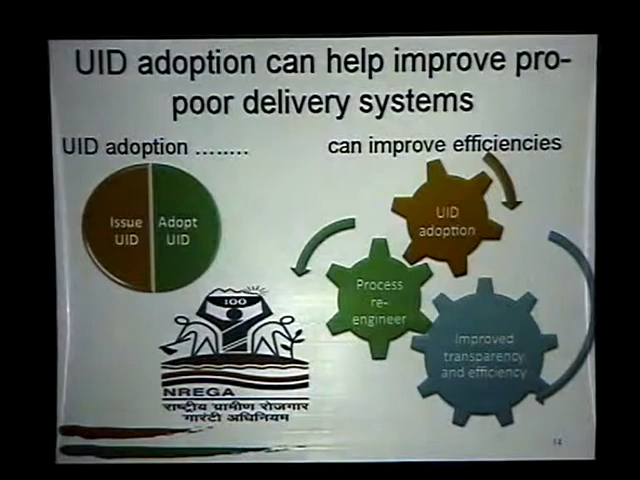 UID adoption can help improve pro-
poor delivery systems
UID adoption ........
can improve efficiencies
Issue
UID
Adopt
UID
UID
adoption
Process
re-
engineer
Improved
transparency
and efficiency
100
NREGA
राष्ट्रीय ग्रामीण रोजगार
गारंटी अधिनियम
14